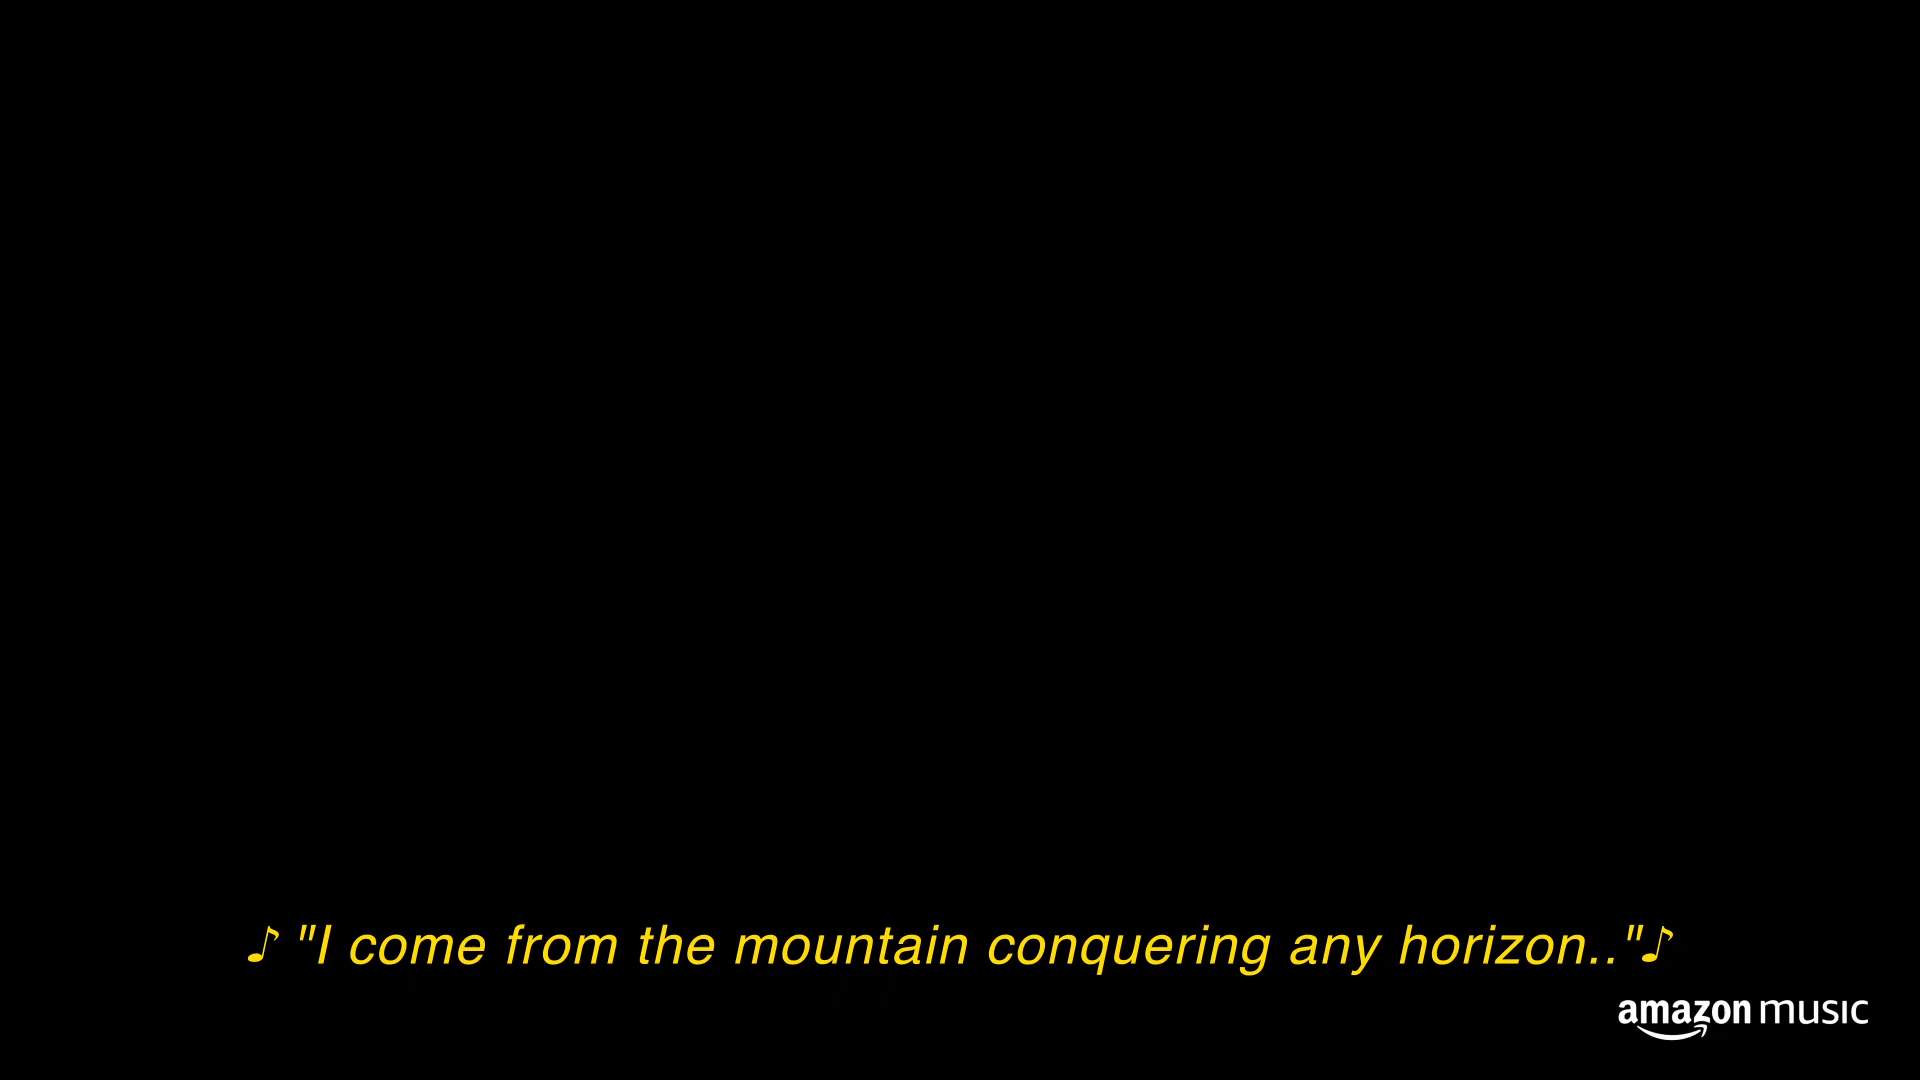 ♪ "I come from the mountain conquering any horizon.."♪
amazon music